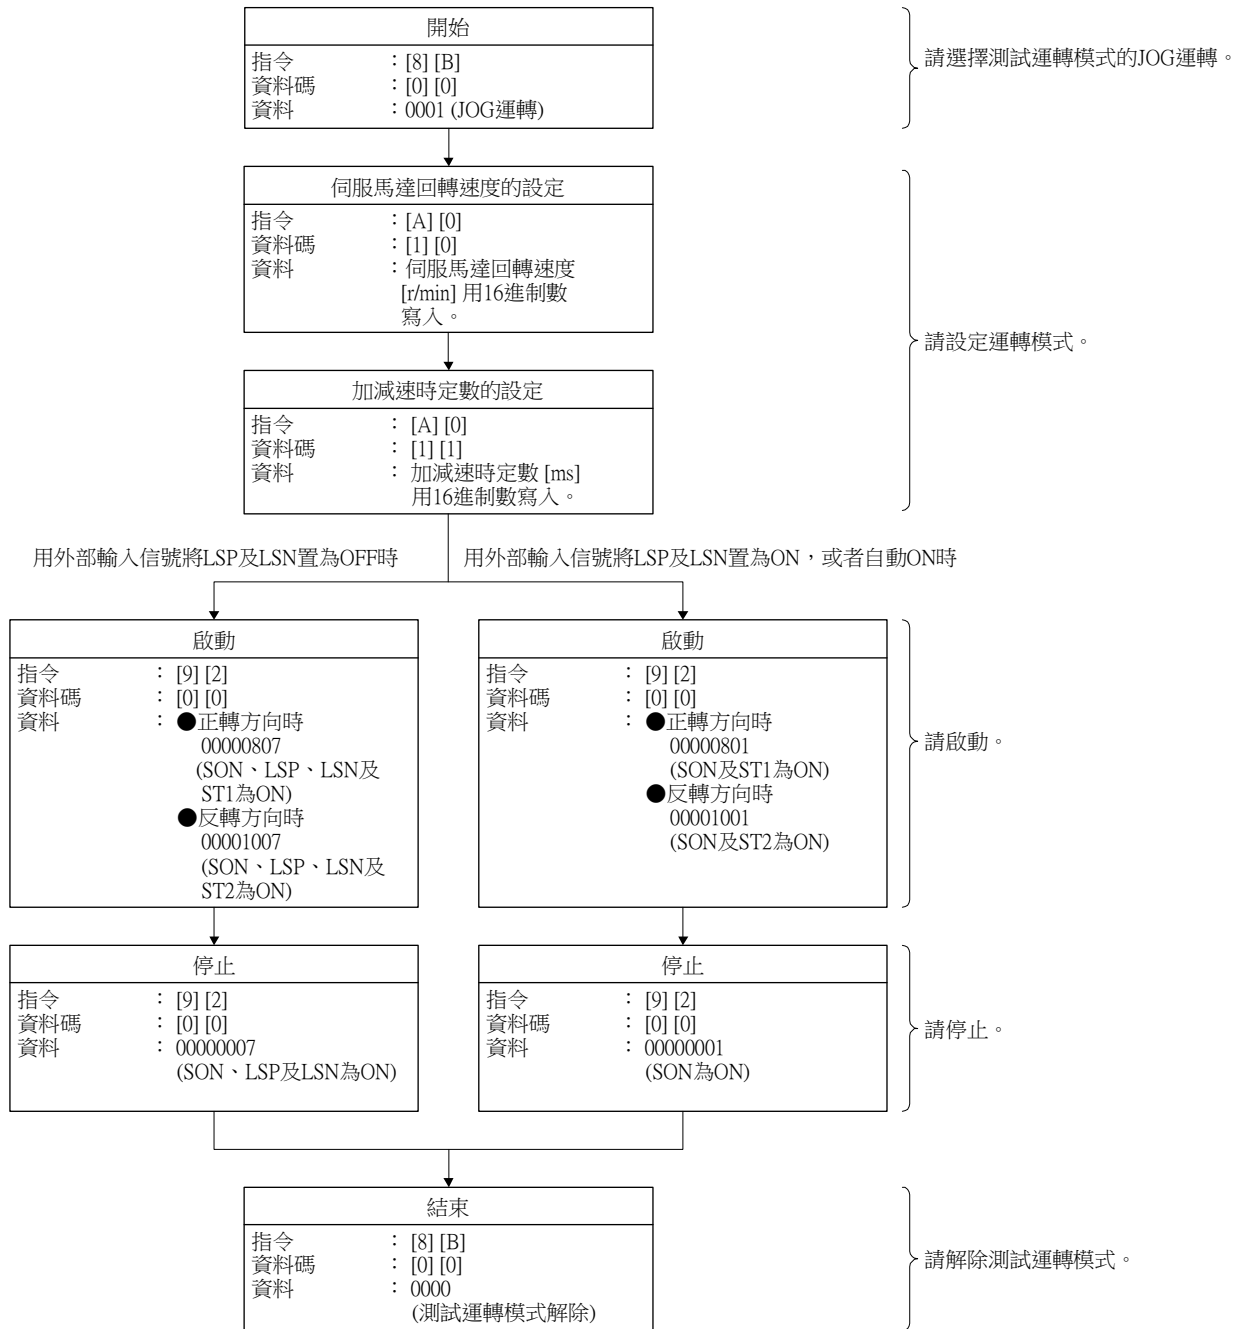 開始
指令 : [8] [B]
資料碼 : [0] [0]
資料 : 0001 (JOG運轉)
請選擇測試運轉模式的JOG運轉。
伺服馬達回轉速度的設定
指令 : [A] [0]
資料碼 : [1] [0]
資料 : 伺服馬達回轉速度
[r/min] 用16進制數
寫入。
加減速時定數的設定
指令 : [A] [0]
資料碼 : [1] [1]
資料 : 加減速時定數 [ms]
用16進制數寫入。
請設定運轉模式。
用外部輸入信號將LSP及LSN置為OFF時
用外部輸入信號將LSP及LSN置為ON，或者自動ON時
啟動
指令 : [9] [2]
資料碼 : [0] [0]
資料 : ●正轉方向時
00000807
(SON、LSP、LSN及
ST1為ON)
●反轉方向時
00001007
(SON、LSP、LSN及
ST2為ON)
啟動
指令 : [9] [2]
資料碼 : [0] [0]
資料 : ●正轉方向時
00000801
(SON及ST1為ON)
●反轉方向時
00001001
(SON及ST2為ON)
請啟動。
停止
指令 : [9] [2]
資料碼 : [0] [0]
資料 : 00000007
(SON、LSP及LSN為ON)
停止
指令 : [9] [2]
資料碼 : [0] [0]
資料 : 00000001
(SON為ON)
請停止。
結束
指令 : [8] [B]
資料碼 : [0] [0]
資料 : 0000
(測試運轉模式解除)
請解除測試運轉模式。